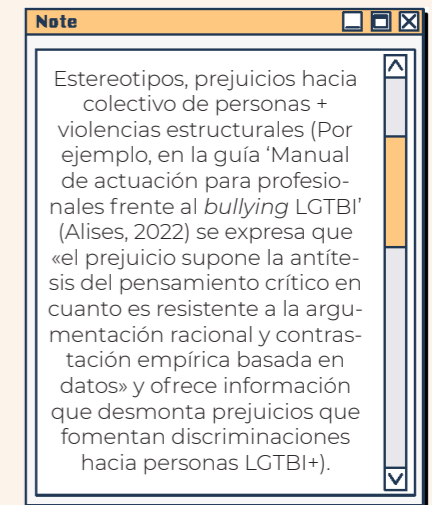 Note
Estereotipos, prejuicios hacia
colectivo de personas +
violencias estructurales (Por
ejemplo, en la guía ‘Manual
de actuación para profesio-
nales frente al bullying LGTBI’
(Alises, 2022) se expresa que
«el prejuicio supone la antíte-
sis del pensamiento crítico en
cuanto es resistente a la argu-
mentación racional y contras-
tación empírica basada en
datos» y ofrece información
que desmonta prejuicios que
fomentan discriminaciones
hacia personas LGTBI+).